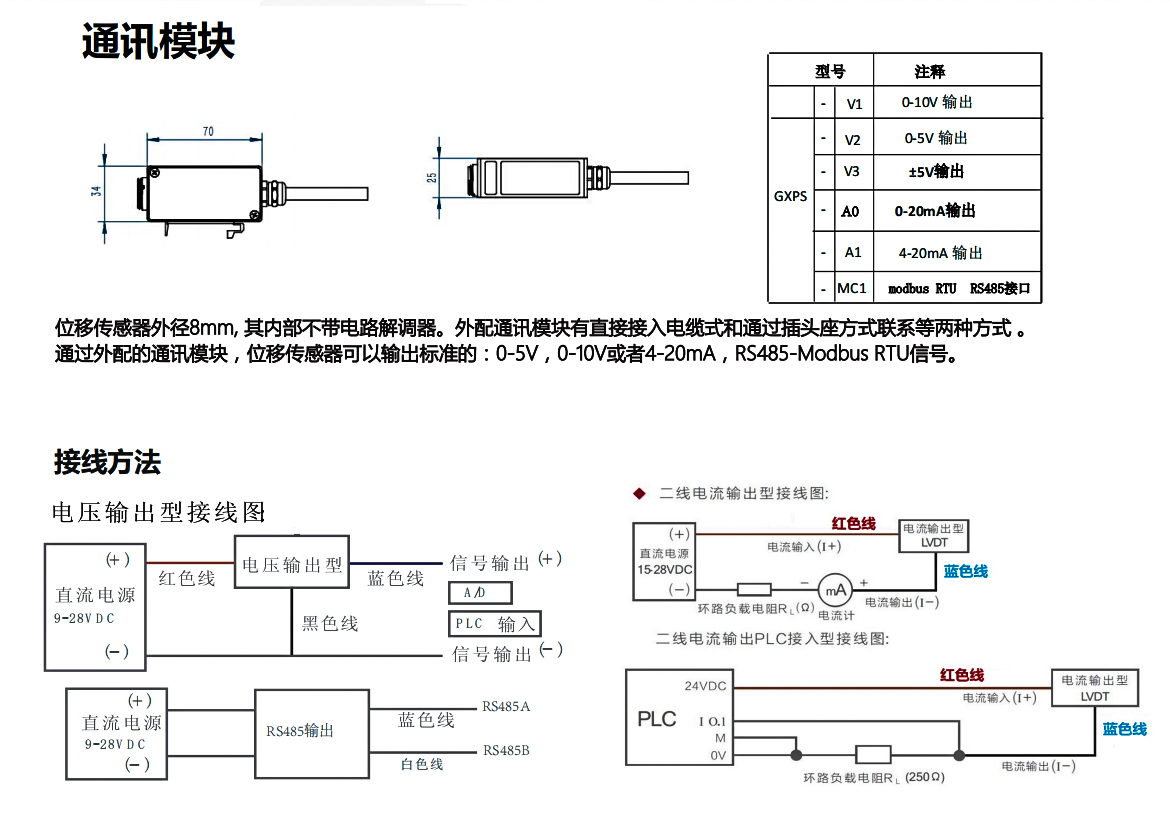 通讯模块
型号 注释
- V1 0-10V 输出
- V2 0-5V 输出
- V3 ±5V输出
GXPS
- A0 0-20mA输出
- A1 4-20mA 输出
- MC1 modbus RTU RS485接口
70
34
25
位移传感器外径8mm, 其内部不带电路解调器。外配通讯模块有直接接入电缆式和通过插头座方式联系等两种方式 。
通过外配的通讯模块，位移传感器可以输出标准的：0-5V，0-10V或者4-20mA，RS485-Modbus RTU信号。
接线方法
电压输出型接线图
(+)
直流电源
9-28VDC
(-)
红色线
电压输出型
蓝色线
黑色线
信号输出 (+)
A/D
PLC 输入
信号输出 (-)
(+)
直流电源
9-28VDC
(-)
RS485输出
蓝色线
RS485A
白色线
RS485B
◆ 二线电流输出型接线图:
(+)
直流电源
15-28VDC
(-)
红色线
电流输入(I+)
电流输出型
LVDT
蓝色线
- mA +
环路负载电阻RL(Ω)
电流计
电流输出(I-)
二线电流输出PLC接入型接线图:
PLC
24VDC
I 0.1
M
0V
红色线
电流输入(I+)
电流输出型
LVDT
蓝色线
电流输出(I-)
环路负载电阻RL (250Ω)